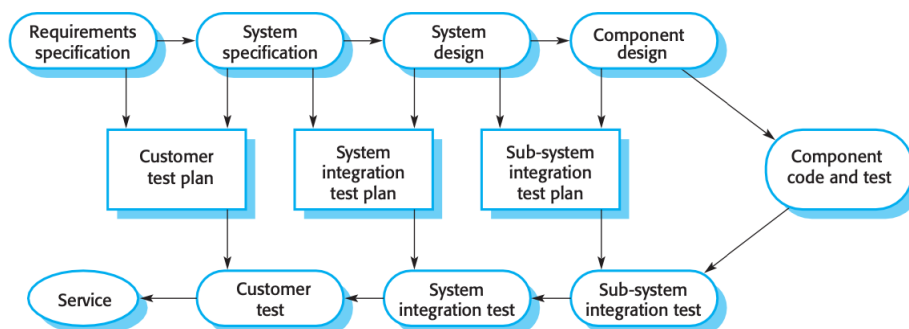 Requirements
specification
System
specification
System
design
Component
design
Customer
test plan
System
integration
test plan
Sub-system
integration
test plan
Component
code and test
Service
Customer
test
System
integration test
Sub-system
integration test